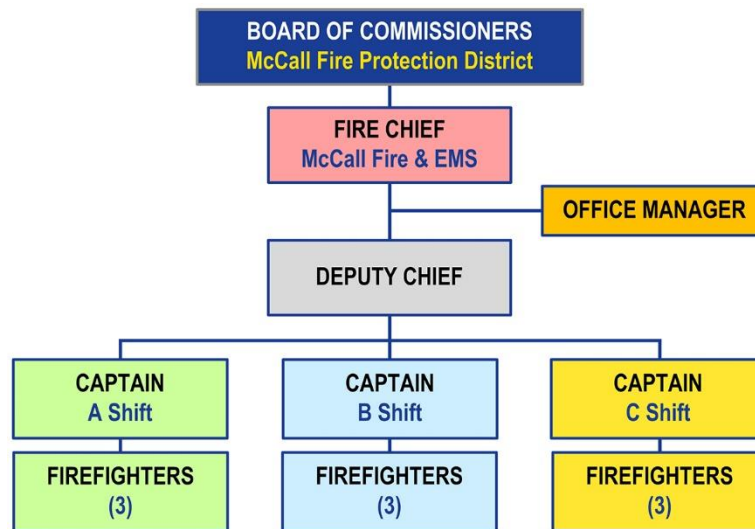 BOARD OF COMMISSIONERS
McCall Fire Protection District
FIRE CHIEF
McCall Fire & EMS
OFFICE MANAGER
DEPUTY CHIEF
CAPTAIN
A Shift
CAPTAIN
B Shift
CAPTAIN
C Shift
FIREFIGHTERS
(3)
FIREFIGHTERS
(3)
FIREFIGHTERS
(3)